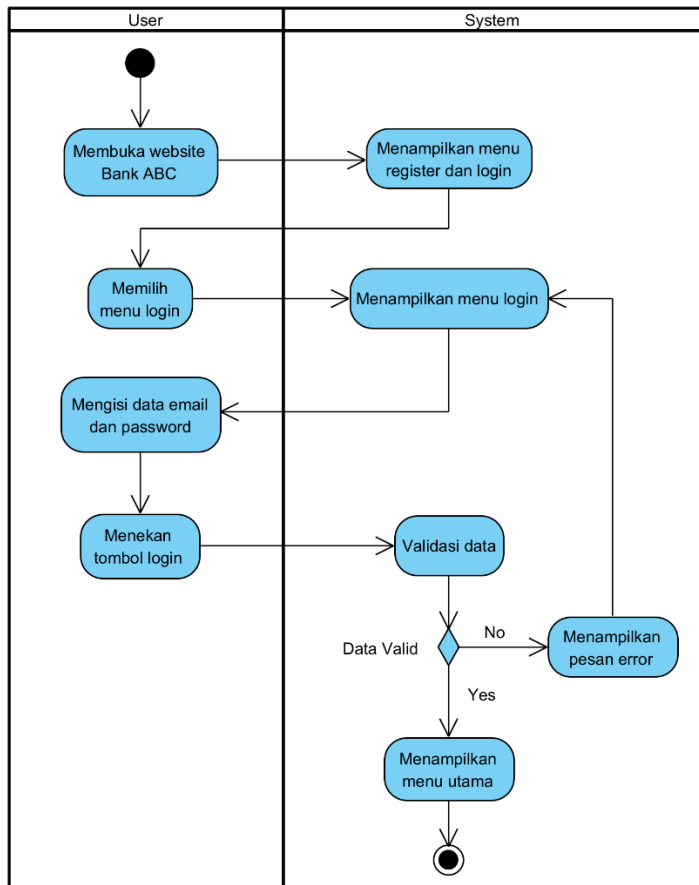 User
System
Membuka website
Bank ABC
Menampilkan menu
register dan login
Memilih
menu login
Menampilkan menu login
Mengisi data email
dan password
Menekan
tombol login
Validasi data
Data Valid
No
Menampilkan
pesan error
Yes
Menampilkan
menu utama